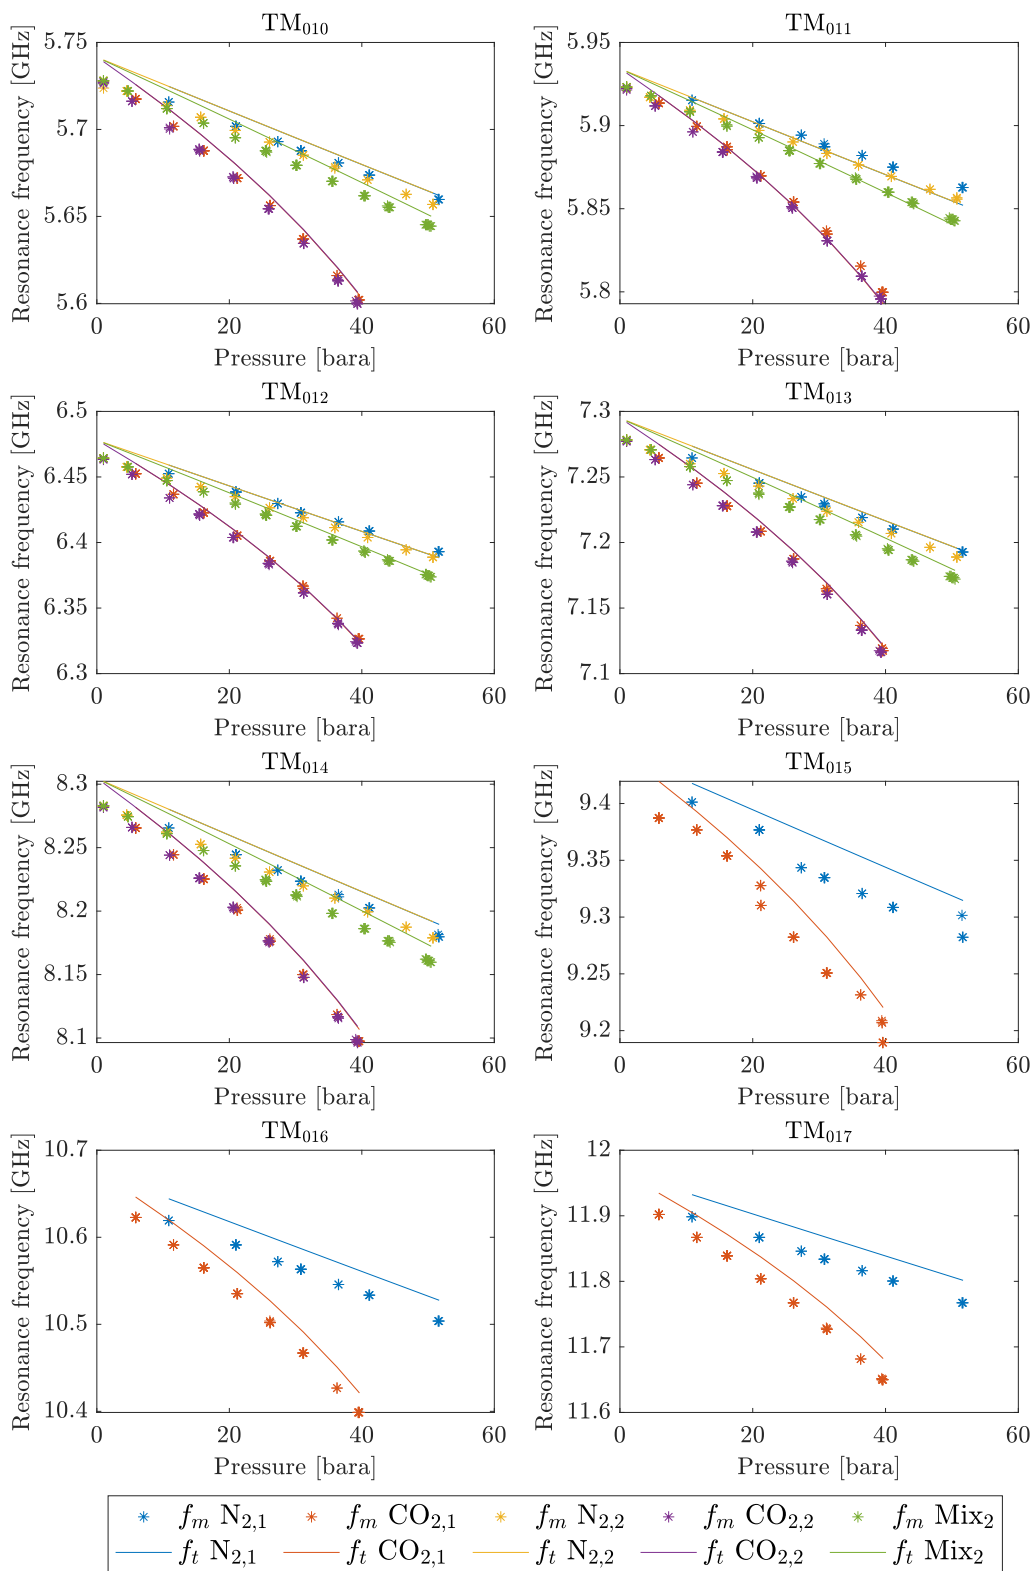 TM010
5.75
5.7
5.65
5.6
Resonance frequency [GHz]
0 20 40 60
Pressure [bara]
TM011
5.95
5.9
5.85
5.8
Resonance frequency [GHz]
0 20 40 60
Pressure [bara]
TM012
6.5
6.45
6.4
6.35
6.3
Resonance frequency [GHz]
0 20 40 60
Pressure [bara]
TM013
7.3
7.25
7.2
7.15
7.1
Resonance frequency [GHz]
0 20 40 60
Pressure [bara]
TM014
8.3
8.25
8.2
8.15
8.1
Resonance frequency [GHz]
0 20 40 60
Pressure [bara]
TM015
9.4
9.35
9.3
9.25
9.2
Resonance frequency [GHz]
0 20 40 60
Pressure [bara]
TM016
10.7
10.6
10.5
10.4
Resonance frequency [GHz]
0 20 40 60
Pressure [bara]
TM017
12
11.9
11.8
11.7
11.6
Resonance frequency [GHz]
0 20 40 60
Pressure [bara]
fm N2,1 fm CO2,1 fm N2,2 fm CO2,2 fm Mix2
ft N2,1 ft CO2,1 ft N2,2 ft CO2,2 ft Mix2